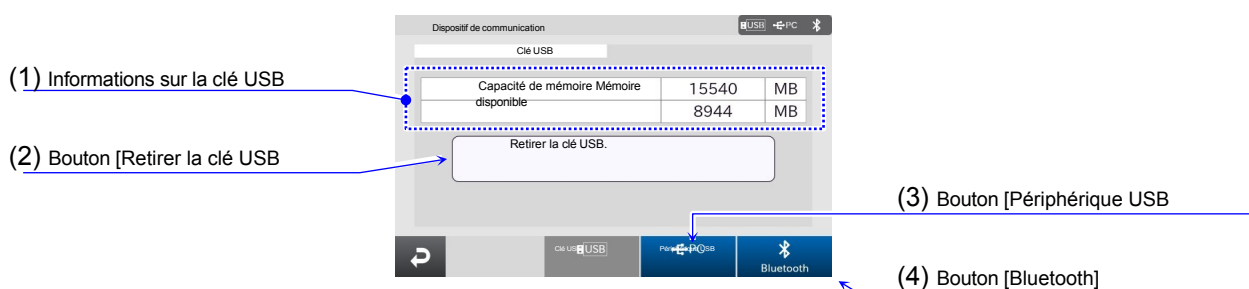 Dispositif de communication
USB PC
Clé USB
(1) Informations sur la clé USB
Capacité de mémoire Mémoire
disponible
15540 MB
8944 MB
(2) Bouton [Retirer la clé USB
Retirer la clé USB.
(3) Bouton [Périphérique USB
Clé USB USB
PC
Bluetooth
(4) Bouton [Bluetooth]